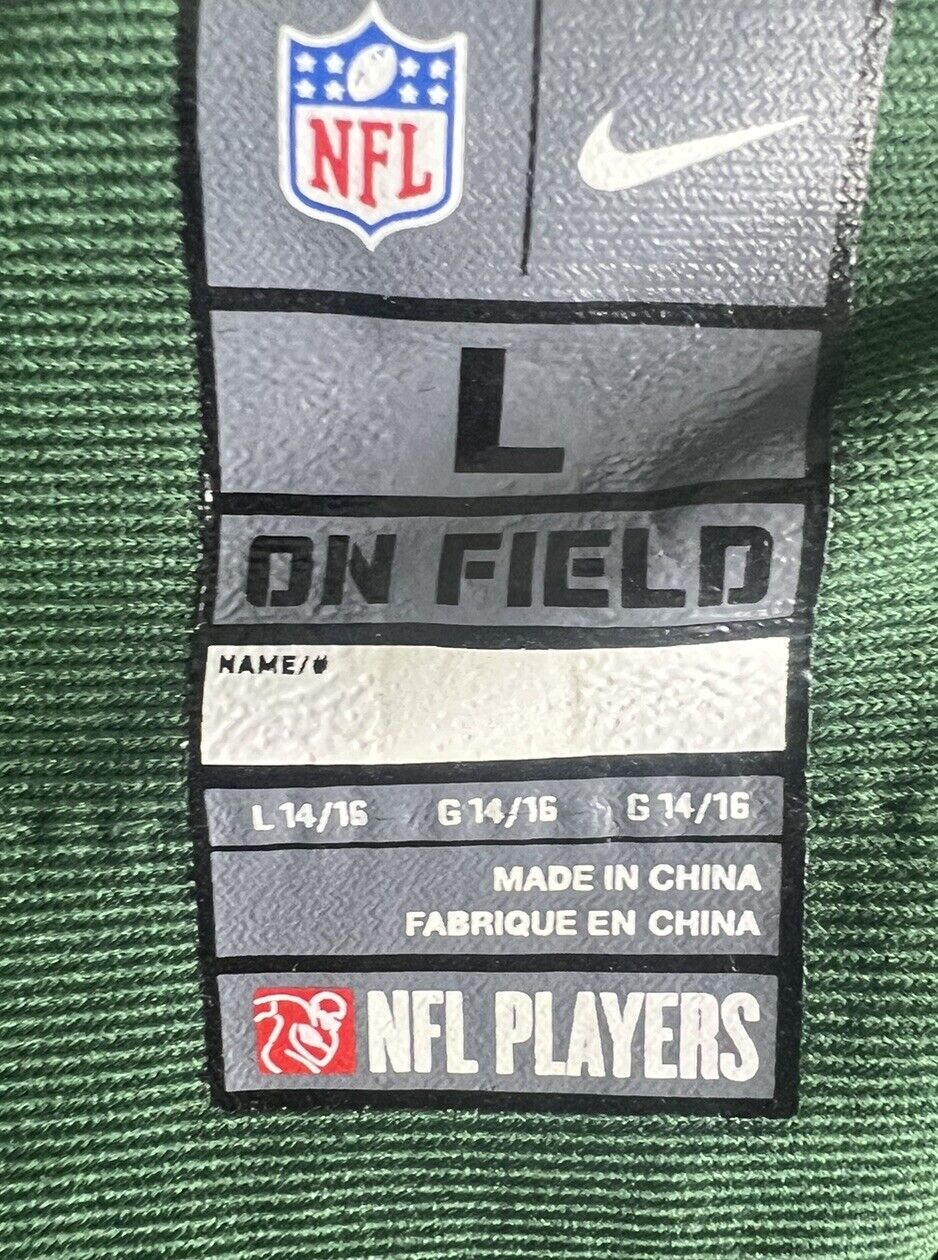 NFL
L
ON FIELD
NAME/#
L 14/16 G 14/16 G 14/16
MADE IN CHINA
FABRIQUE EN CHINA
NFL PLAYERS